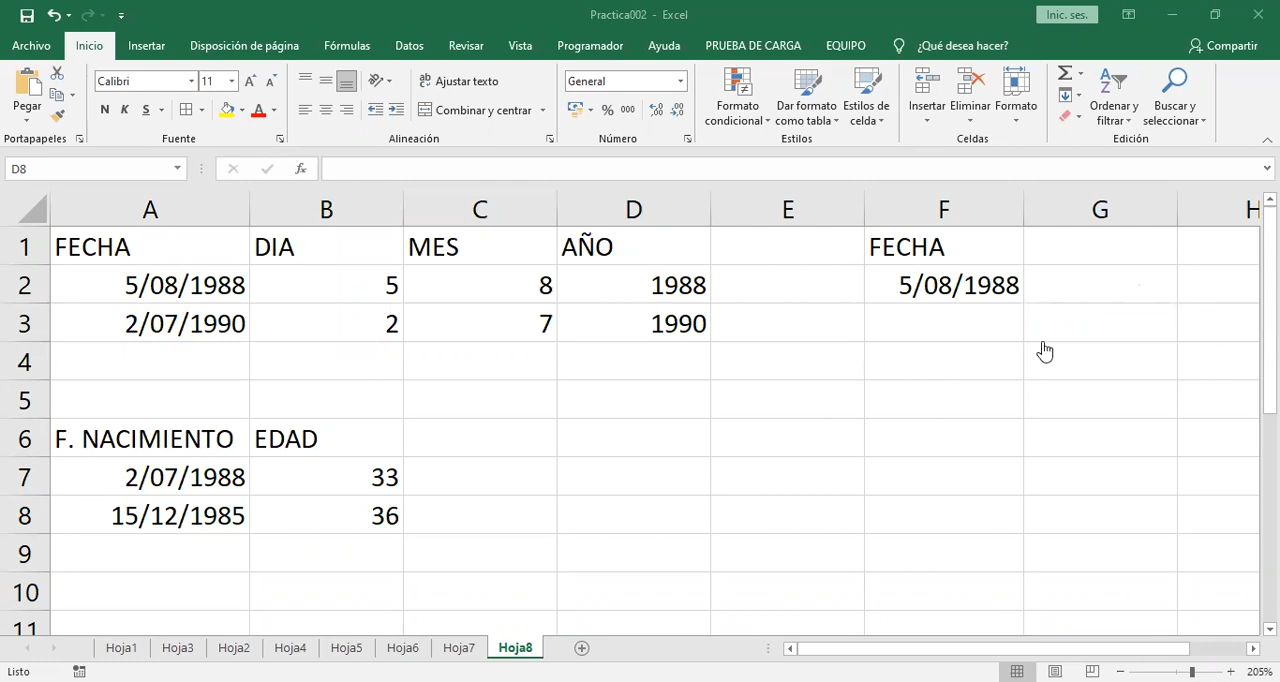 Practica002 - Excel
Inic. ses.
Archivo Inicio Insertar Disposición de página Fórmulas Datos Revisar Vista Programador Ayuda PRUEBA DE CARGA EQUIPO ¿Qué desea hacer? Compartir
Calibri 11 Ajustar texto General
Pegar N K S A Combinar y centrar % 000 Formato condicional Dar formato como tabla Estilos de celda Insertar Eliminar Formato Ordenar y filtrar Buscar y seleccionar
Portapapeles Fuente Alineación Número Estilos Celdas Edición
D8 fx
A B C D E F G H
1 FECHA DIA MES AÑO FECHA
2 5/08/1988 5 8 1988 5/08/1988
3 2/07/1990 2 7 1990
4
5
6 F. NACIMIENTO EDAD
7 2/07/1988 33
8 15/12/1985 36
9
10
11
Hoja1 Hoja3 Hoja2 Hoja4 Hoja5 Hoja6 Hoja7 Hoja8
Listo 205%